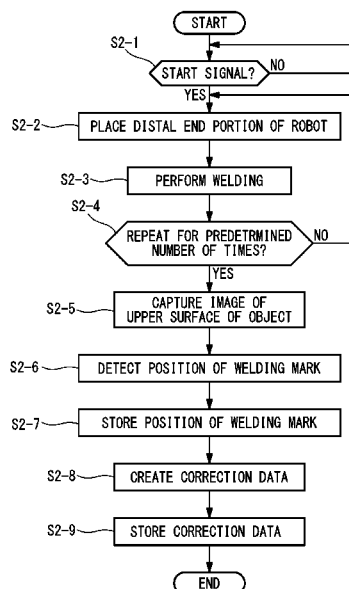 START
S2-1
START SIGNAL?
NO
YES
S2-2
PLACE DISTAL END PORTION OF ROBOT
S2-3
PERFORM WELDING
S2-4
REPEAT FOR PREDETERMINED
NUMBER OF TIMES?
NO
YES
S2-5
CAPTURE IMAGE OF
UPPER SURFACE OF OBJECT
S2-6
DETECT POSITION OF WELDING MARK
S2-7
STORE POSITION OF WELDING MARK
S2-8
CREATE CORRECTION DATA
S2-9
STORE CORRECTION DATA
END